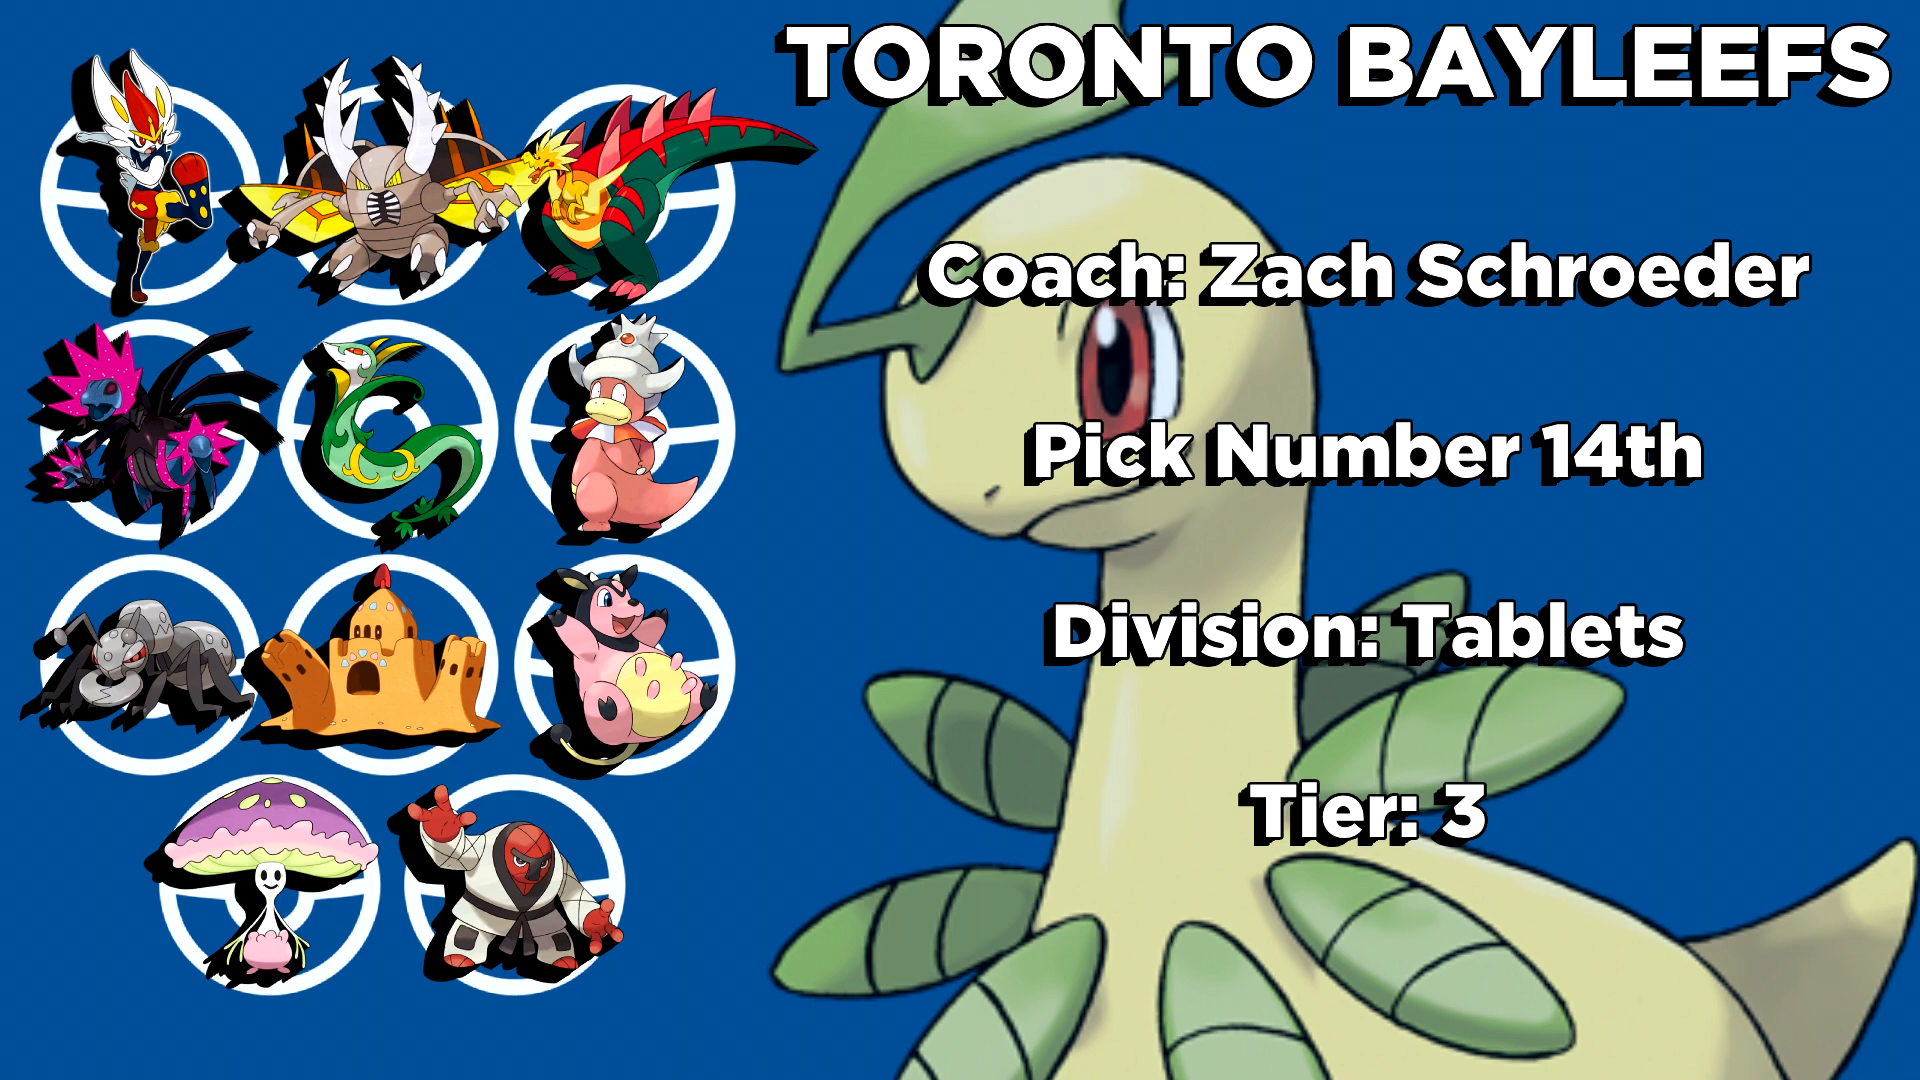 TORONTO BAYLEEFS
Coach: Zach Schroeder
Pick Number 14th
Division: Tablets
Tier: 3